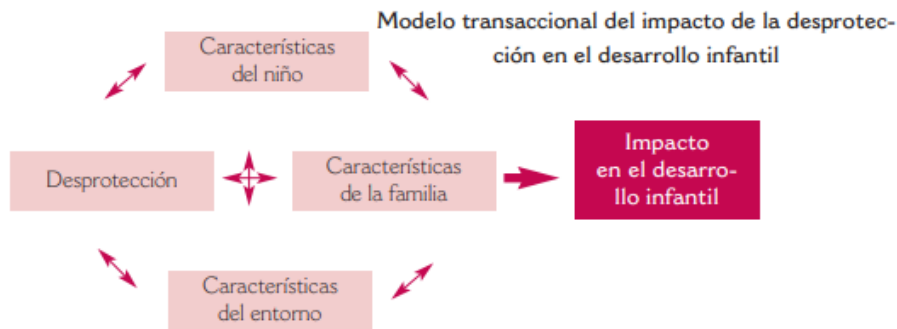 Modelo transaccional del impacto de la desprotec-
ción en el desarrollo infantil
Características
del niño
Desprotección
Características
de la familia
Impacto
en el desarro-
llo infantil
Características
del entorno